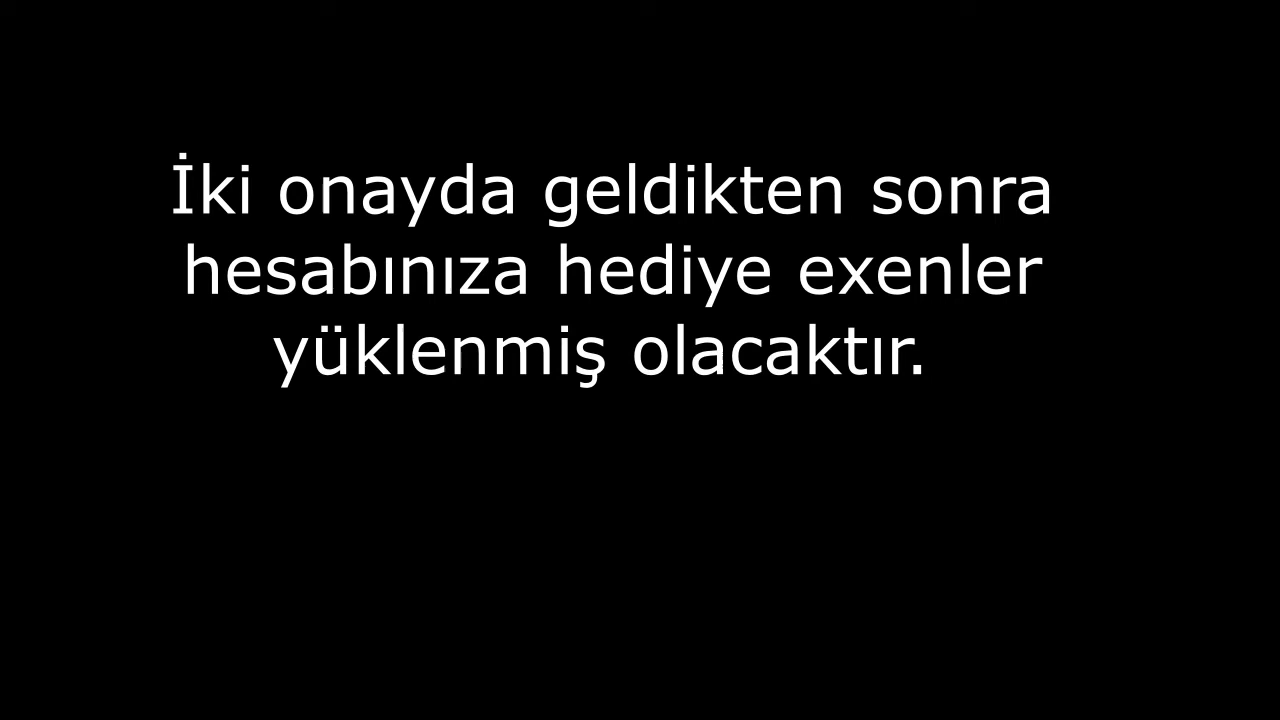 İki onayda geldikten sonra
hesabınıza hediye exenler
yüklenmiş olacaktır.